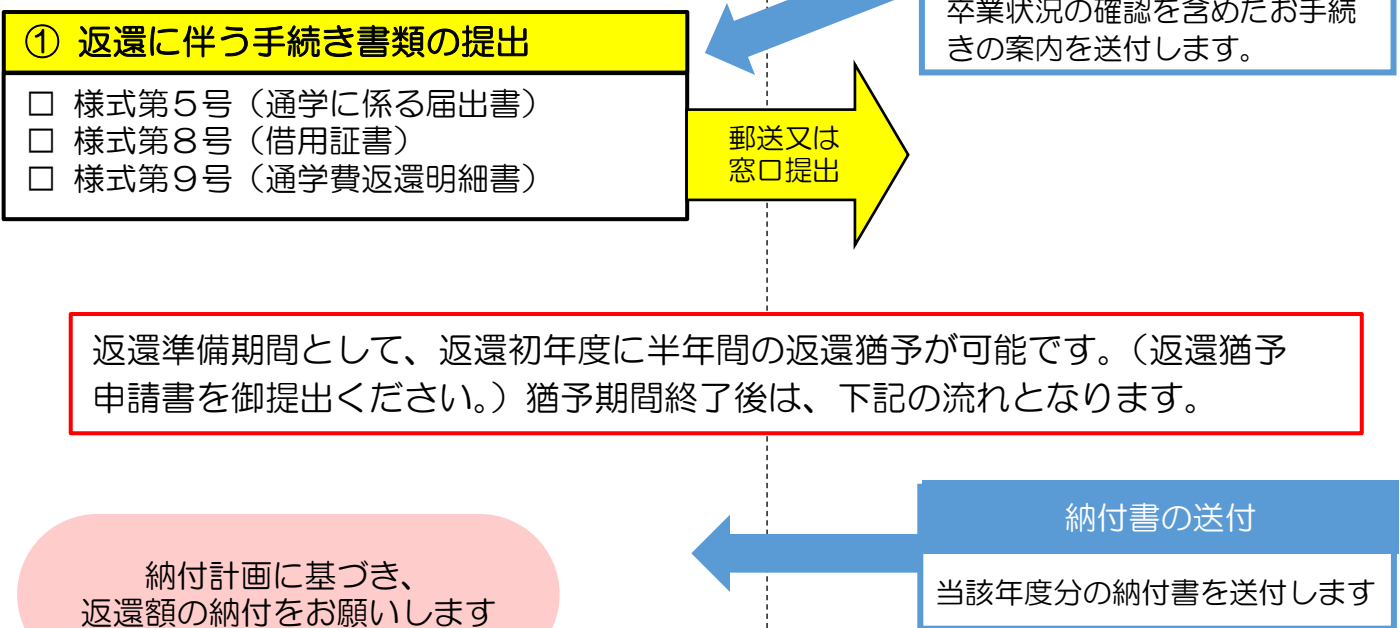 卒業状況の確認を含めたお手続
きの案内を送付します。
① 返還に伴う手続き書類の提出
□ 様式第５号（通学に係る届出書）
□ 様式第８号（借用証書）
□ 様式第９号（通学費返還明細書）
郵送又は
窓口提出
返還準備期間として、返還初年度に半年間の返還猶予が可能です。（返還猶予
申請書を御提出ください。）猶予期間終了後は、下記の流れとなります。
納付書の送付
当該年度分の納付書を送付します
納付計画に基づき、
返還額の納付をお願いします